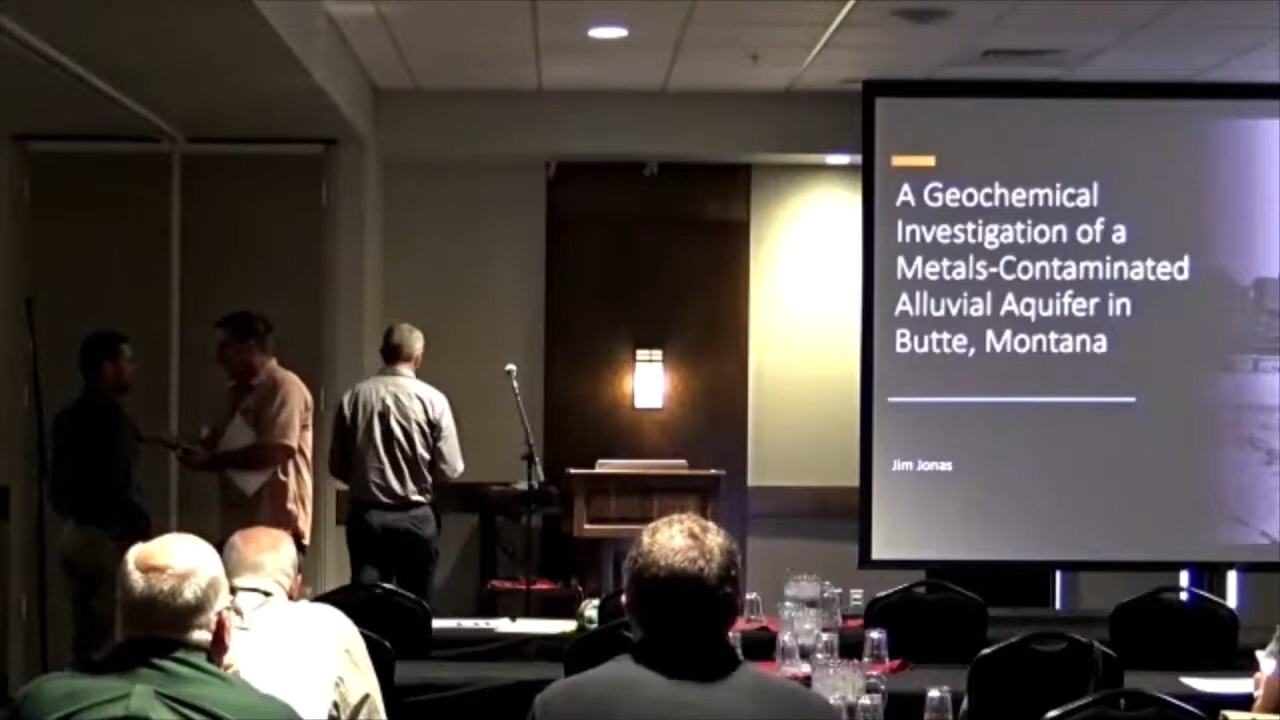 A Geochemical
Investigation of a
Metals-Contaminated
Alluvial Aquifer in
Butte, Montana
Jim Jonas